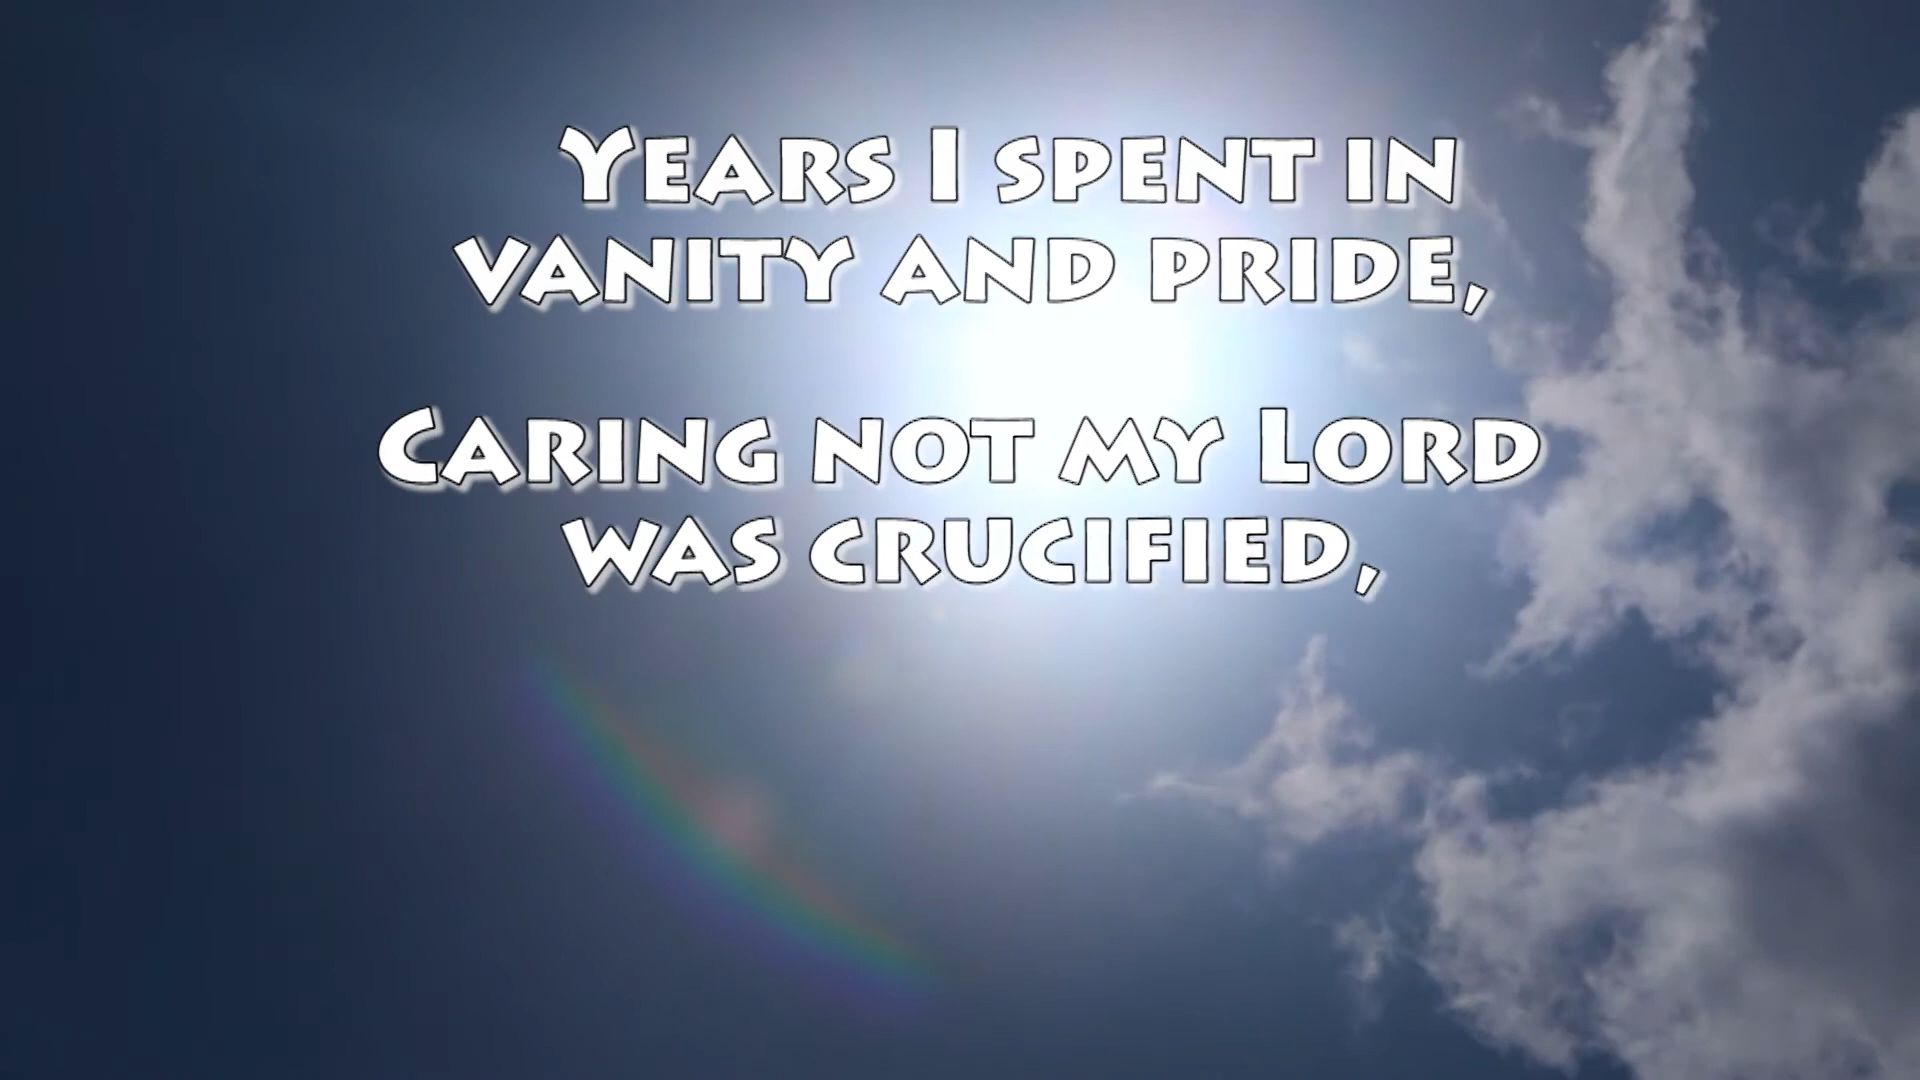 Years I spent in
vanity and pride,
Caring not my Lord
was crucified,